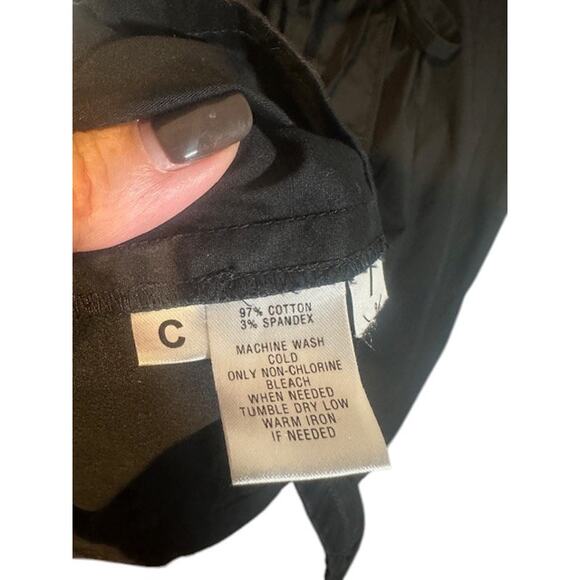 C
97% COTTON
3% SPANDEX
MACHINE WASH
COLD
ONLY NON-CHLORINE
BLEACH
WHEN NEEDED
TUMBLE DRY LOW
WARM IRON
IF NEEDED